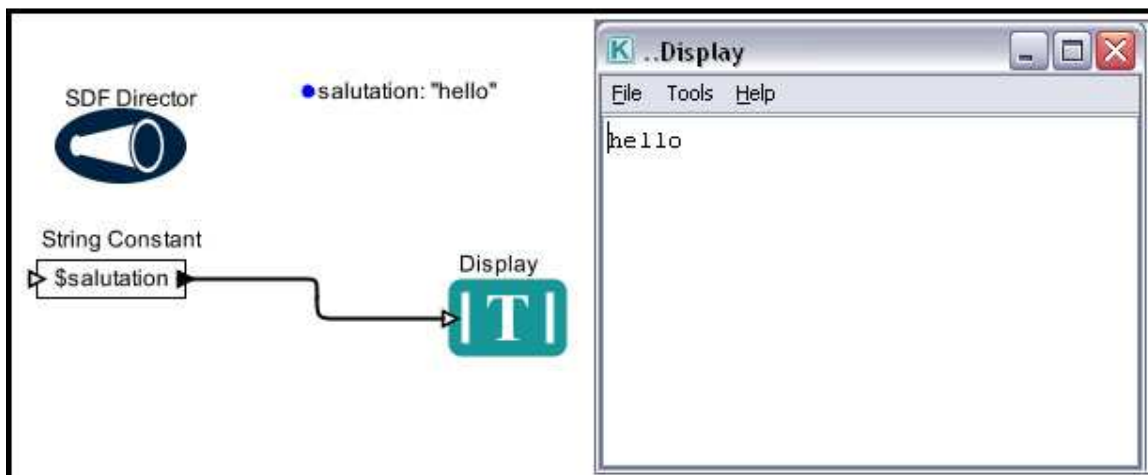 SDF Director
salutation: "hello"
String Constant
$salutation
Display
T
K ..Display
File Tools Help
hello